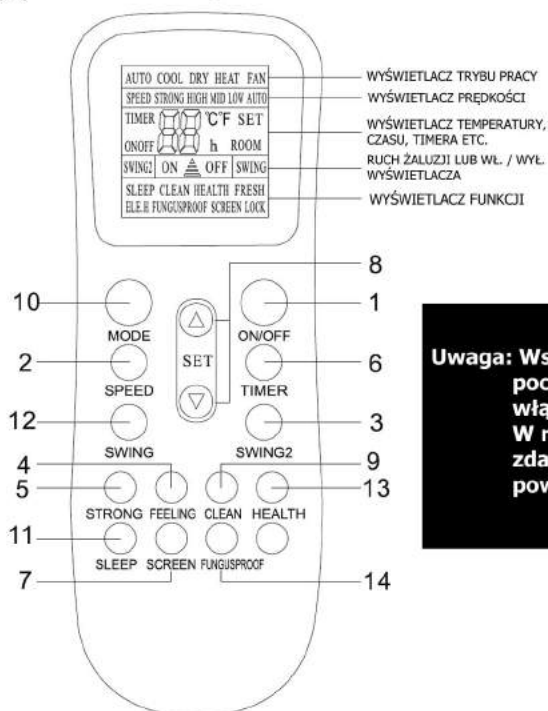 AUTO COOL DRY HEAT FAN
SPEED STRONG HIGH MID LOW AUTO
TIMER 88 °C°F SET
ONOFF h ROOM
SWING2 ON OFF SWING
SLEEP CLEAN HEALTH FRESH
ELE.H FUNGUSPROOF SCREEN LOCK
WYŚWIETLACZ TRYBU PRACY
WYŚWIETLACZ PRĘDKOŚCI
WYŚWIETLACZ TEMPERATURY,
CZASU, TIMERA ETC.
RUCH ŻALUZJI LUB WŁ. / WYŁ.
WYŚWIETLACZA
WYŚWIETLACZ FUNKCJI
8
10 1
MODE ON/OFF
2 SET 6
SPEED TIMER
12 3
SWING SWING2
4 9
5 13
STRONG FEELING CLEAN HEALTH
11
SLEEP SCREEN FUNGUSPROOF
7 14
Uwaga:
W